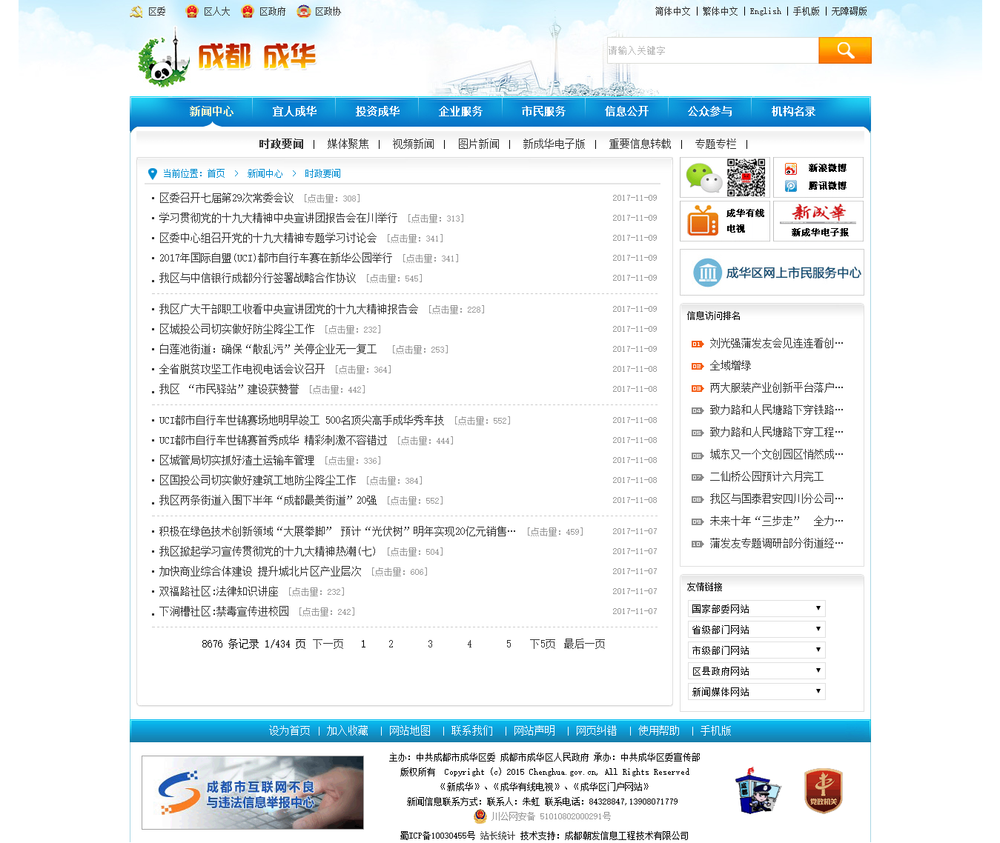 区委 区人大 区政府 区政协
简体中文 | 繁体中文 | English | 手机版 | 无障碍版
成都 成华
请输入关键字
新闻中心 宜人成华 投资成华 企业服务 市民服务 信息公开 公众参与 机构名录
时政要闻 | 媒体聚焦 | 视频新闻 | 图片新闻 | 新成华电子版 | 重要信息转载 | 专题专栏 |
当前位置：首页 > 新闻中心 > 时政要闻
区委召开七届第29次常委会议 [点击量：308] 2017-11-09
学习贯彻党的十九大精神中央宣讲团报告会在川举行 [点击量：313] 2017-11-09
区委中心组召开党的十九大精神专题学习讨论会 [点击量：341] 2017-11-09
2017年国际自盟(UCI)都市自行车赛在新华公园举行 [点击量：341] 2017-11-09
我区与中信银行成都分行签署战略合作协议 [点击量：545] 2017-11-09
我区广大干部职工收看中央宣讲团党的十九大精神报告会 [点击量：228] 2017-11-09
区城投公司切实做好防尘降尘工作 [点击量：232] 2017-11-09
白莲池街道：确保“散乱污”关停企业无一复工 [点击量：253] 2017-11-09
全省脱贫攻坚工作电视电话会议召开 [点击量：364] 2017-11-08
我区 “市民驿站”建设获赞誉 [点击量：442] 2017-11-08
UCI都市自行车世锦赛场地明早竣工 500名顶尖高手成华秀车技 [点击量：552] 2017-11-08
UCI都市自行车世锦赛首秀成华 精彩刺激不容错过 [点击量：444] 2017-11-08
区城管局切实抓好渣土运输车管理 [点击量：336] 2017-11-08
区国投公司切实做好建筑工地防尘降尘工作 [点击量：384] 2017-11-08
我区两条街道入围下半年“成都最美街道”20强 [点击量：552] 2017-11-08
积极在绿色技术创新领域“大展拳脚” 预计“光伏树”明年实现20亿元销售… [点击量：459] 2017-11-07
我区掀起学习宣传贯彻党的十九大精神热潮(七) [点击量：504] 2017-11-07
加快商业综合体建设 提升城北片区产业层次 [点击量：606] 2017-11-07
双福路社区:法律知识讲座 [点击量：232] 2017-11-07
下涧槽社区:禁毒宣传进校园 [点击量：242] 2017-11-07
8676 条记录 1/434 页 下一页 1 2 3 4 5 下5页 最后一页
新浪微博
腾讯微博
成华有线
电视
新成华
新成华电子报
成华区网上市民服务中心
信息访问排名
01 刘光强蒲发友会见连连看创…
02 全域增绿
03 两大服装产业创新平台落户…
04 致力路和人民塘路下穿铁路…
05 致力路和人民塘路下穿工程…
06 城东又一个文创园区悄然成…
07 二仙桥公园预计六月完工
08 我区与国泰君安四川分公司…
09 未来十年“三步走” 全力…
10 蒲发友专题调研部分街道经…
友情链接
国家部委网站
省级部门网站
市级部门网站
区县政府网站
新闻媒体网站
设为首页 | 加入收藏 | 网站地图 | 联系我们 | 网站声明 | 网页纠错 | 使用帮助 | 手机版
成都市互联网不良
与违法信息举报中心
主办：中共成都市成华区委 成都市成华区人民政府 承办：中共成华区委宣传部
版权所有 Copyright (c) 2015 Chenghua.gov.cn, All Rights Reserved
《新成华》、《成华有线电视》、《成华区门户网站》
新闻信息联系方式：联系人：朱虹 联系电话：84328847,13908071779
川公网安备 51010802000291号
蜀ICP备10030455号 站长统计 技术支持：成都朝发信息工程技术有限公司
党政机关